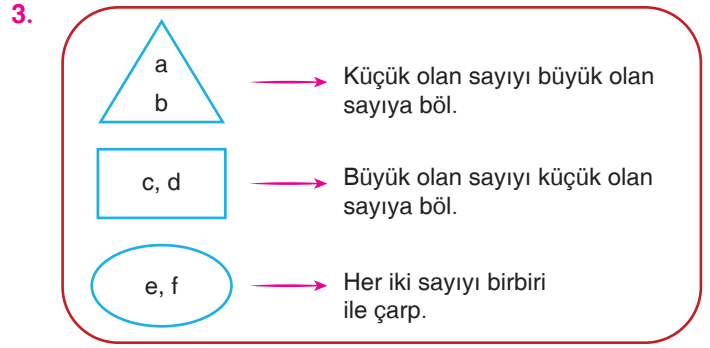 3.
a
b
Küçük olan sayıyı büyük olan
sayıya böl.
c, d
Büyük olan sayıyı küçük olan
sayıya böl.
e, f
Her iki sayıyı birbiri
ile çarp.